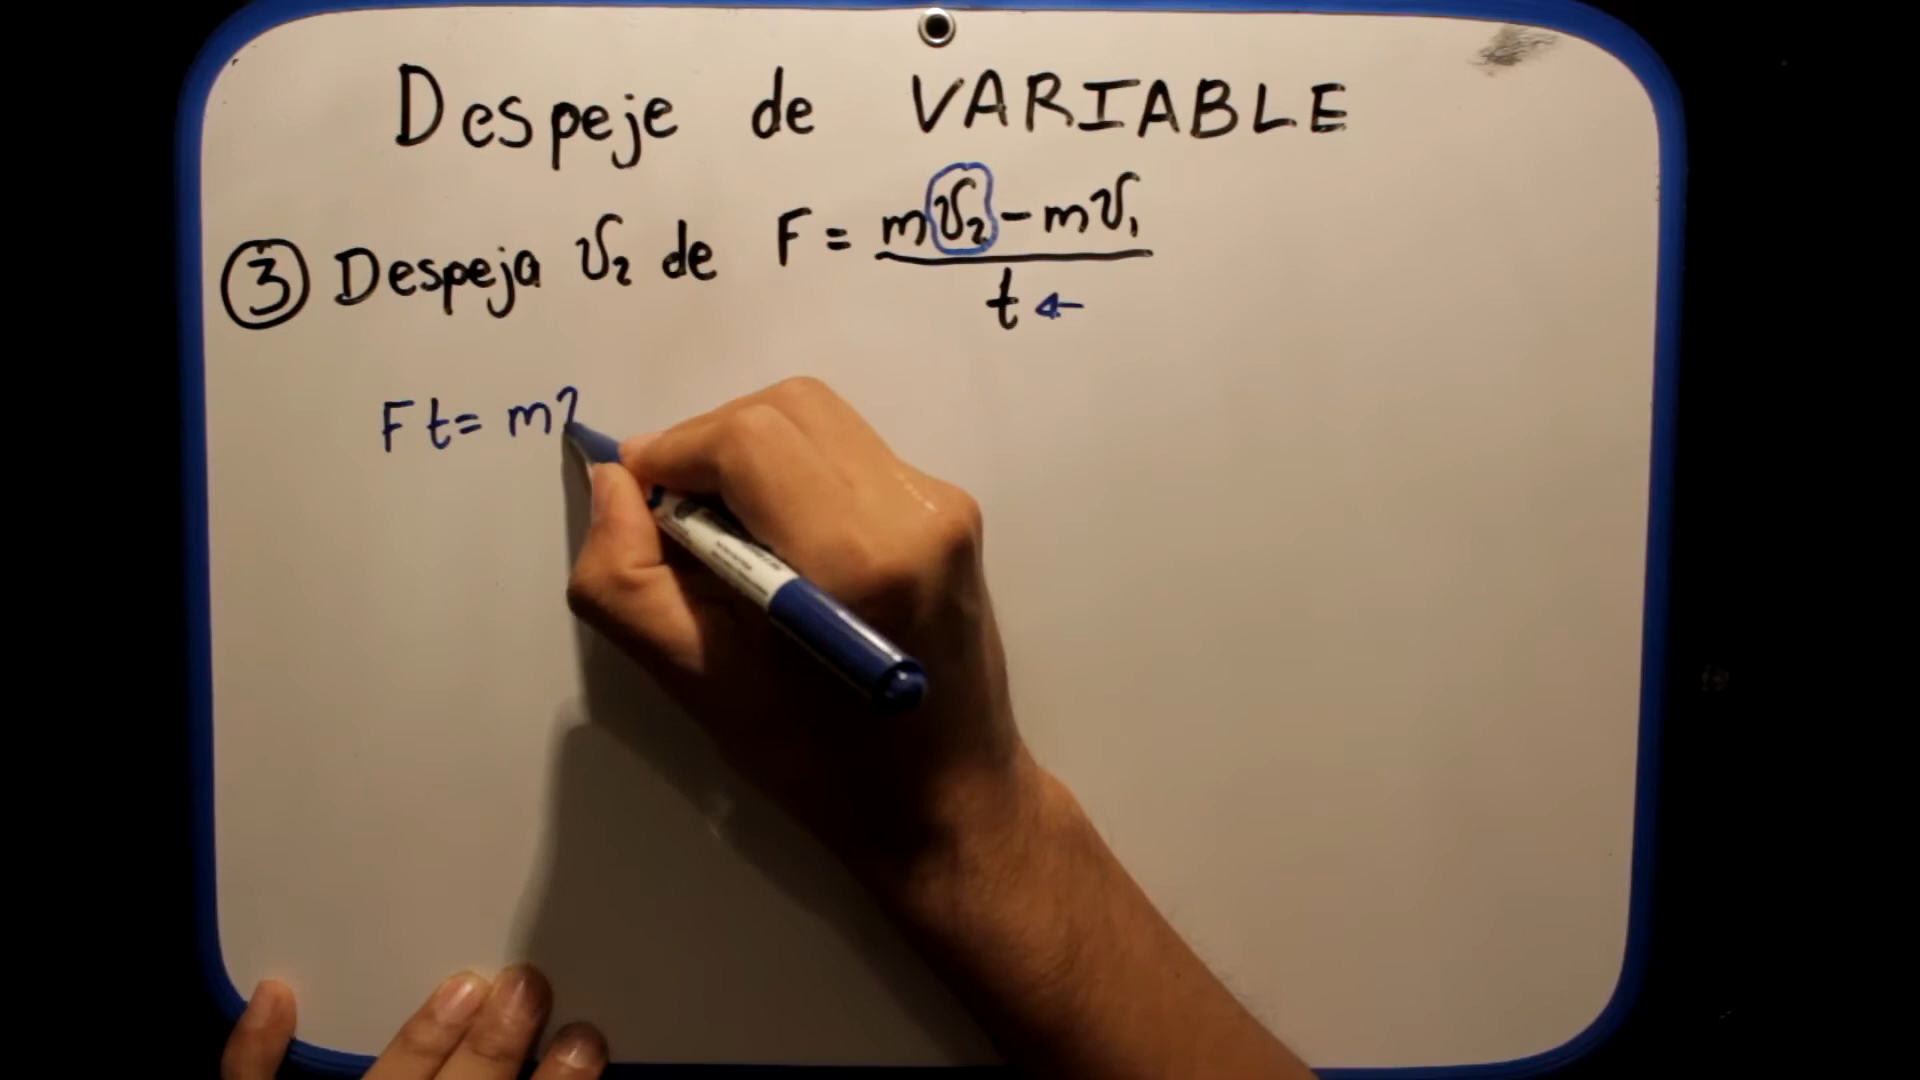 Despeje de VARIABLE
③ Despeja v₂ de F = (mv₂ - mv₁) / t ←
Ft = m